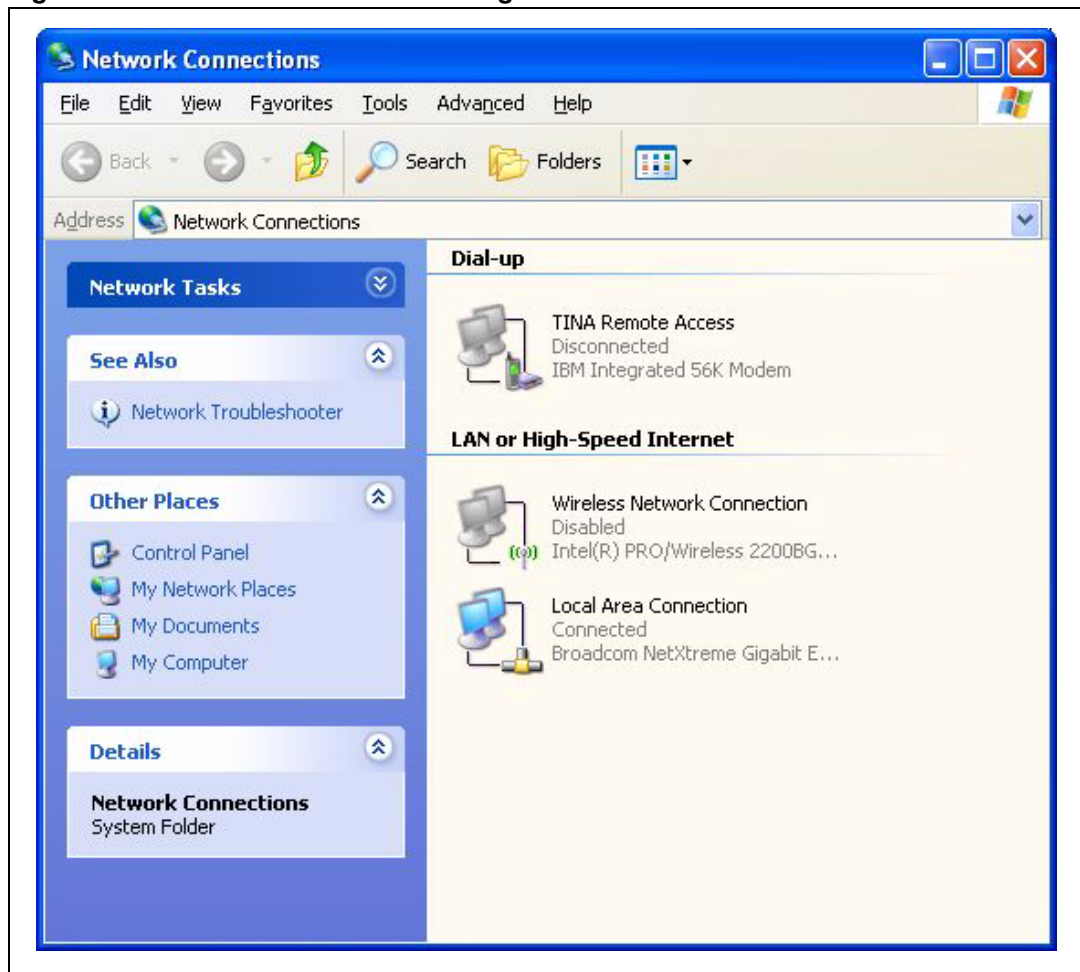 Network Connections
File Edit View Favorites Tools Advanced Help
Back Search Folders
Address Network Connections
Network Tasks
See Also
Network Troubleshooter
Other Places
Control Panel
My Network Places
My Documents
My Computer
Details
Network Connections
System Folder
Dial-up
TINA Remote Access
Disconnected
IBM Integrated 56K Modem
LAN or High-Speed Internet
Wireless Network Connection
Disabled
Intel(R) PRO/Wireless 2200BG...
Local Area Connection
Connected
Broadcom NetXtreme Gigabit E...